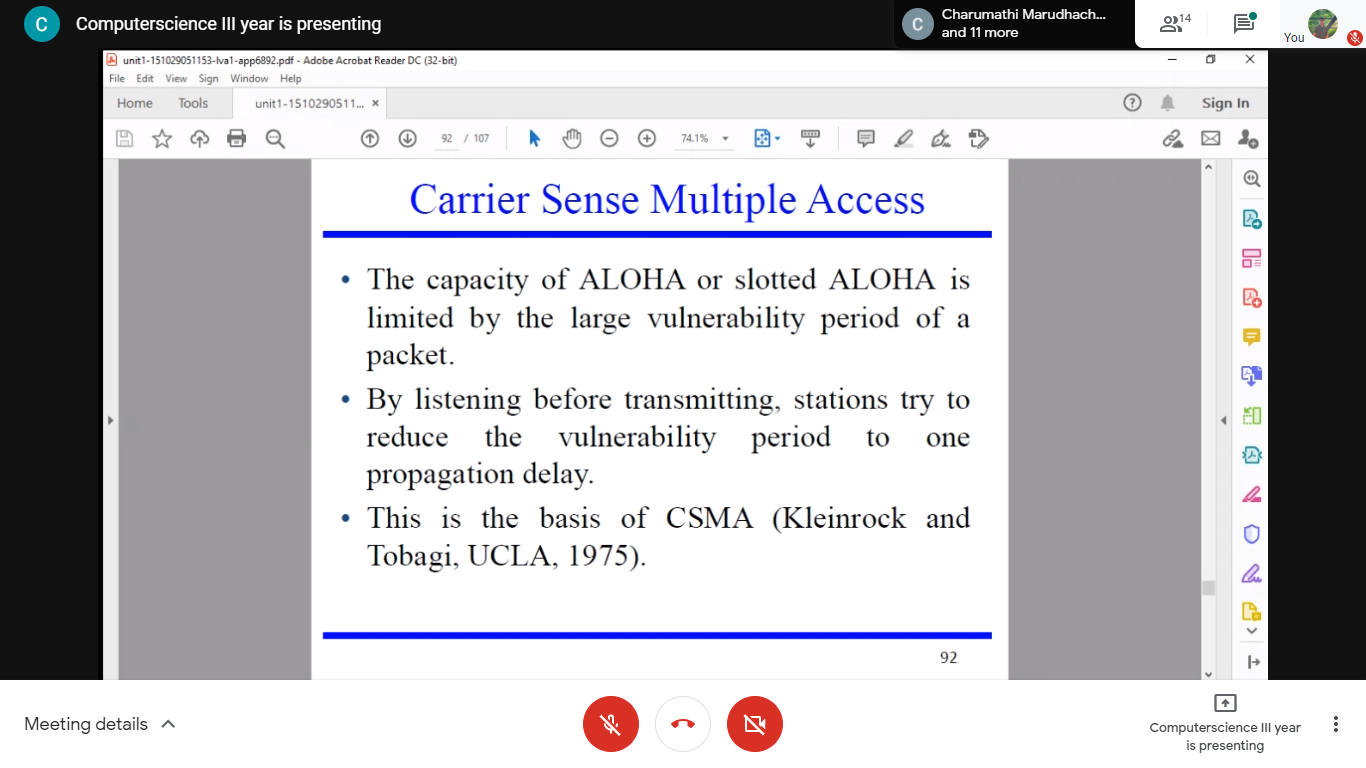 C
Computerscience III year is presenting
C
Charumathi Marudhach...
and 11 more
14
You
unit1-151029051153-lva1-app6892.pdf - Adobe Acrobat Reader DC (32-bit)
File Edit View Sign Window Help
Home Tools unit1-1510290511... ×
Sign In
92 / 107
74.1%
Carrier Sense Multiple Access
• The capacity of ALOHA or slotted ALOHA is
limited by the large vulnerability period of a
packet.
• By listening before transmitting, stations try to
reduce the vulnerability period to one
propagation delay.
• This is the basis of CSMA (Kleinrock and
Tobagi, UCLA, 1975).
92
Meeting details
Computerscience III year
is presenting